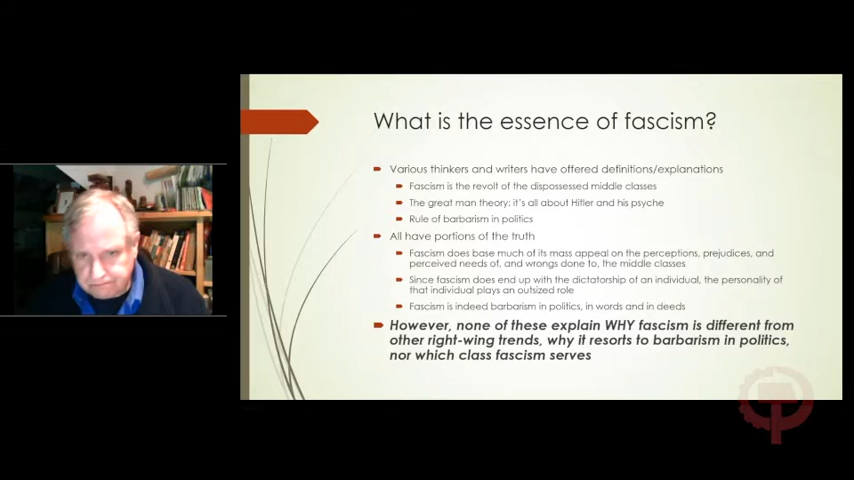 What is the essence of fascism?
Various thinkers and writers have offered definitions/explanations
Fascism is the revolt of the dispossessed middle classes
The great man theory: it's all about Hitler and his psyche
Rule of barbarism in politics
All have portions of the truth
Fascism does base much of its mass appeal on the perceptions, prejudices, and
perceived needs of, and wrongs done to, the middle classes
Since fascism does end up with the dictatorship of an individual, the personality of
that individual plays an outsized role
Fascism is indeed barbarism in politics, in words and in deeds
However, none of these explain WHY fascism is different from
other right-wing trends, why it resorts to barbarism in politics,
nor which class fascism serves